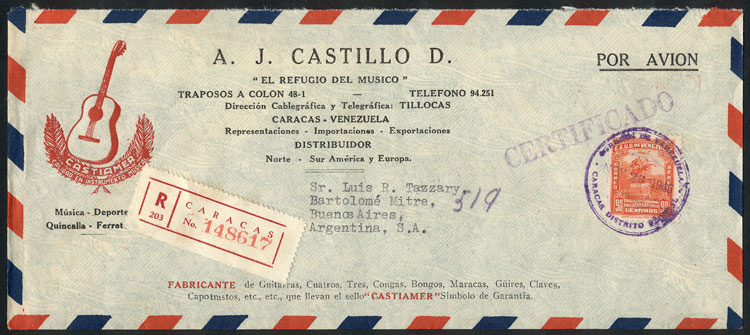 A. J. CASTILLO D.
"EL REFUGIO DEL MUSICO"
TRAPOSOS A COLON 48-1 — TELEFONO 94.251
Dirección Cablegráfica y Telegráfica: TILLOCAS
CARACAS - VENEZUELA
Representaciones - Importaciones - Exportaciones
DISTRIBUIDOR
Norte - Sur América y Europa.
POR AVION
CERTIFICADO
CASTIAMER
Música - Deporte
Quincalla - Ferret
R
203
CARACAS
No. 148617
Sr. Luis R. Tazzary
Bartolomé Mitre, 519
Buenos Aires,
Argentina, S.A.
CARACAS DISTRITO
CENTIMOS
FABRICANTE de Guitarras, Cuatros, Tres, Congas, Bongos, Maracas, Güires, Claves,
Capotrastos, etc., etc., que llevan el sello "CASTIAMER" Símbolo de Garantía.